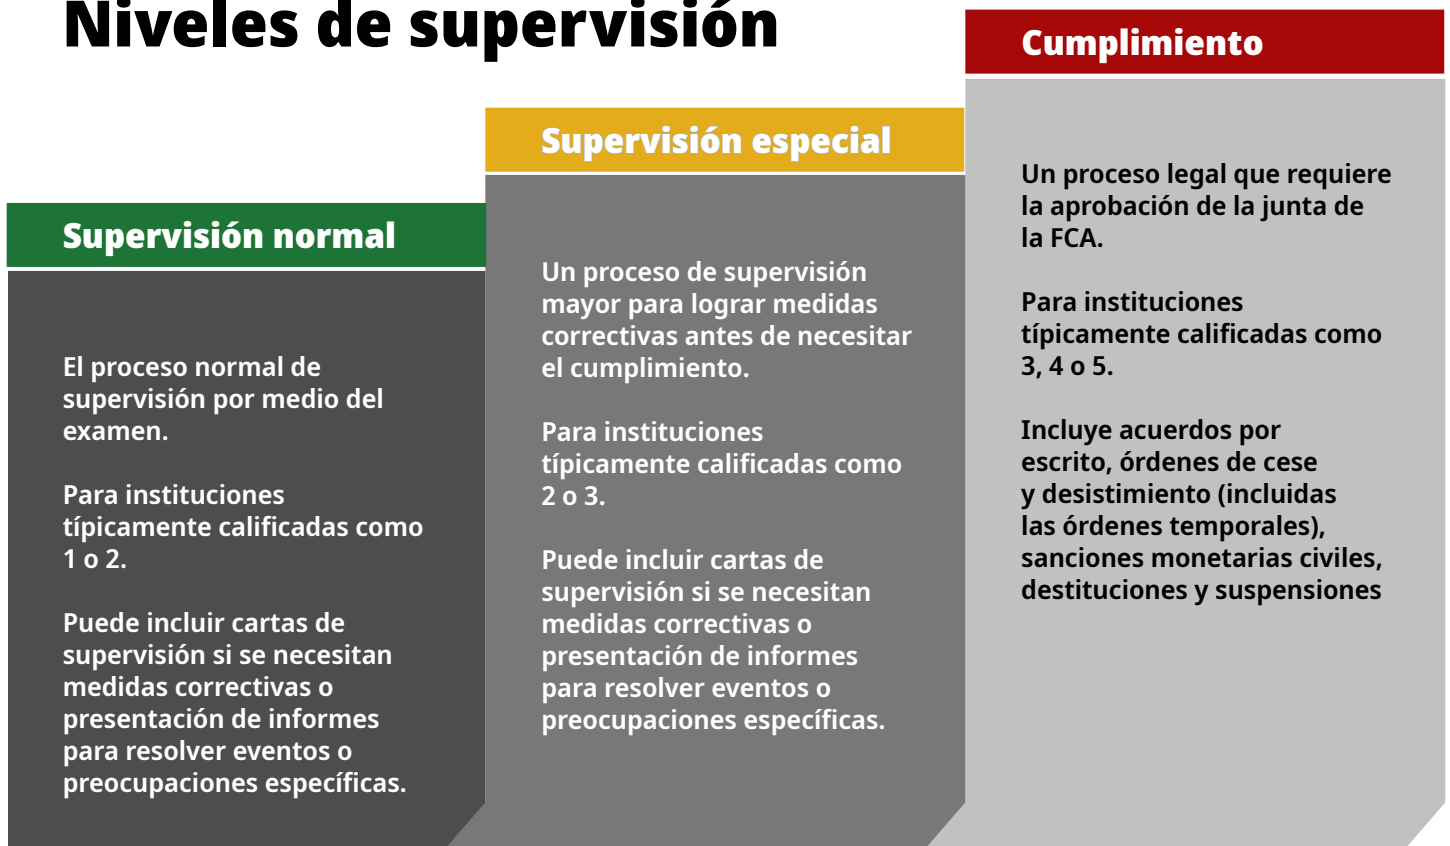 Niveles de supervisión
Supervisión normal
El proceso normal de
supervisión por medio del
examen.
Para instituciones
típicamente calificadas como
1 o 2.
Puede incluir cartas de
supervisión si se necesitan
medidas correctivas o
presentación de informes
para resolver eventos o
preocupaciones específicas.
Supervisión especial
Un proceso de supervisión
mayor para lograr medidas
correctivas antes de necesitar
el cumplimiento.
Para instituciones
típicamente calificadas como
2 o 3.
Puede incluir cartas de
supervisión si se necesitan
medidas correctivas o
presentación de informes
para resolver eventos o
preocupaciones específicas.
Cumplimiento
Un proceso legal que requiere
la aprobación de la junta de
la FCA.
Para instituciones
típicamente calificadas como
3, 4 o 5.
Incluye acuerdos por
escrito, órdenes de cese
y desistimiento (incluidas
las órdenes temporales),
sanciones monetarias civiles,
destituciones y suspensiones